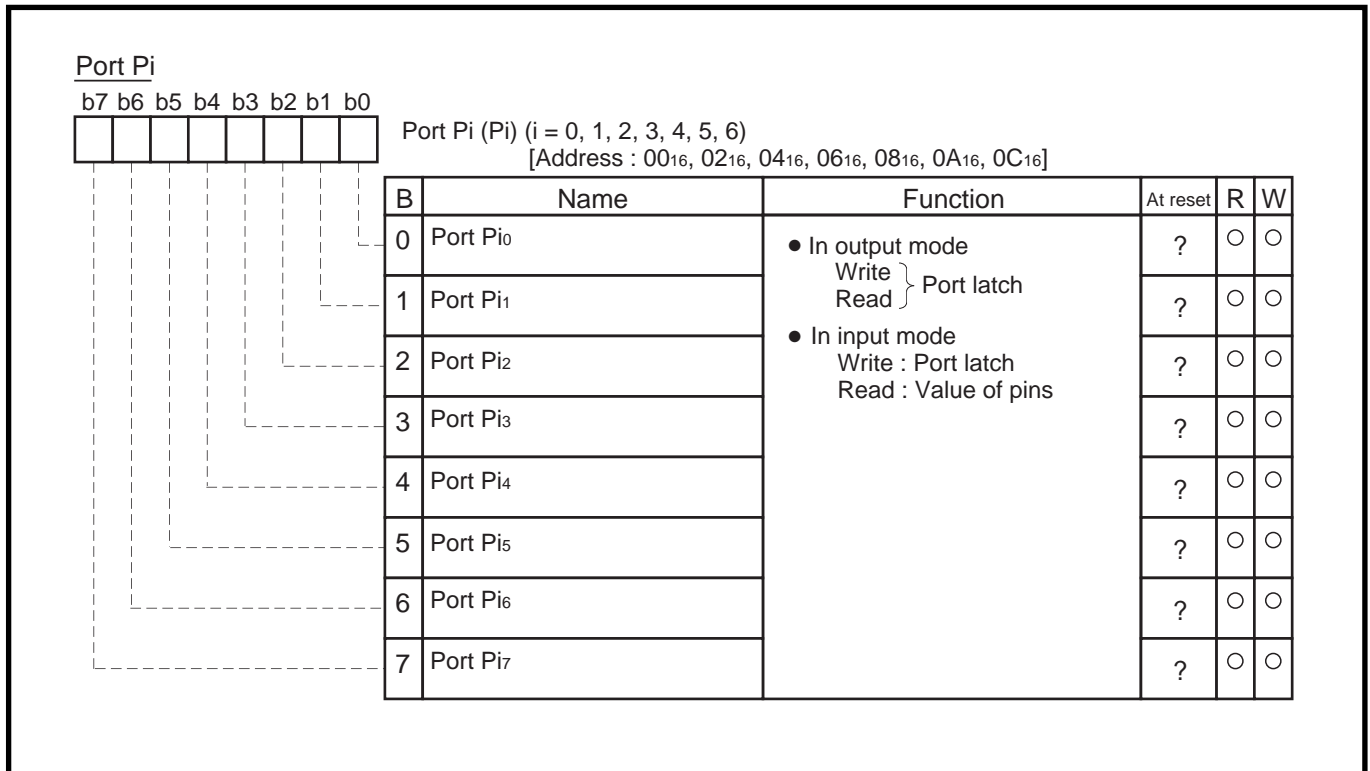 Port Pi
b7 b6 b5 b4 b3 b2 b1 b0
Port Pi (Pi) (i = 0, 1, 2, 3, 4, 5, 6)
[Address : 00₁₆, 02₁₆, 04₁₆, 06₁₆, 08₁₆, 0A₁₆, 0C₁₆]
B Name Function At reset R W
0 Port Pi₀ ? ○ ○
1 Port Pi₁ ? ○ ○
2 Port Pi₂ ? ○ ○
3 Port Pi₃ ? ○ ○
4 Port Pi₄ ? ○ ○
5 Port Pi₅ ? ○ ○
6 Port Pi₆ ? ○ ○
7 Port Pi₇ ? ○ ○
● In output mode
Write
Read
Port latch
● In input mode
Write : Port latch
Read : Value of pins